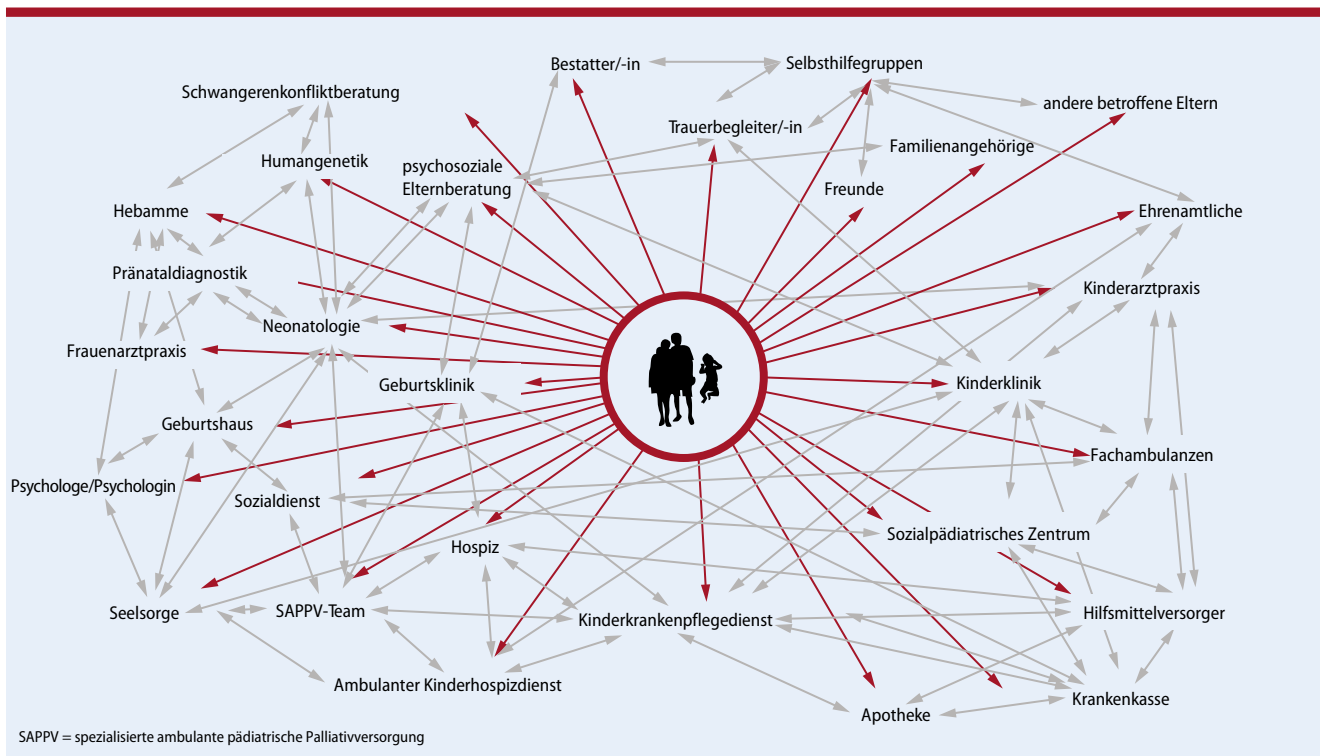 Bestatter/-in
Selbsthilfegruppen
Schwangerenkonfliktberatung
andere betroffene Eltern
Trauerbegleiter/-in
Familienangehörige
Humangenetik
psychosoziale
Elternberatung
Freunde
Hebamme
Ehrenamtliche
Pränataldiagnostik
Kinderarztpraxis
Neonatologie
Frauenarztpraxis
Geburtsklinik
Kinderklinik
Geburtshaus
Fachambulanzen
Psychologe/Psychologin
Sozialdienst
Sozialpädiatrisches Zentrum
Hospiz
Seelsorge
SAPPV-Team
Kinderkrankenpflegedienst
Hilfsmittelversorger
Ambulanter Kinderhospizdienst
Krankenkasse
Apotheke
SAPPV = spezialisierte ambulante pädiatrische Palliativversorgung